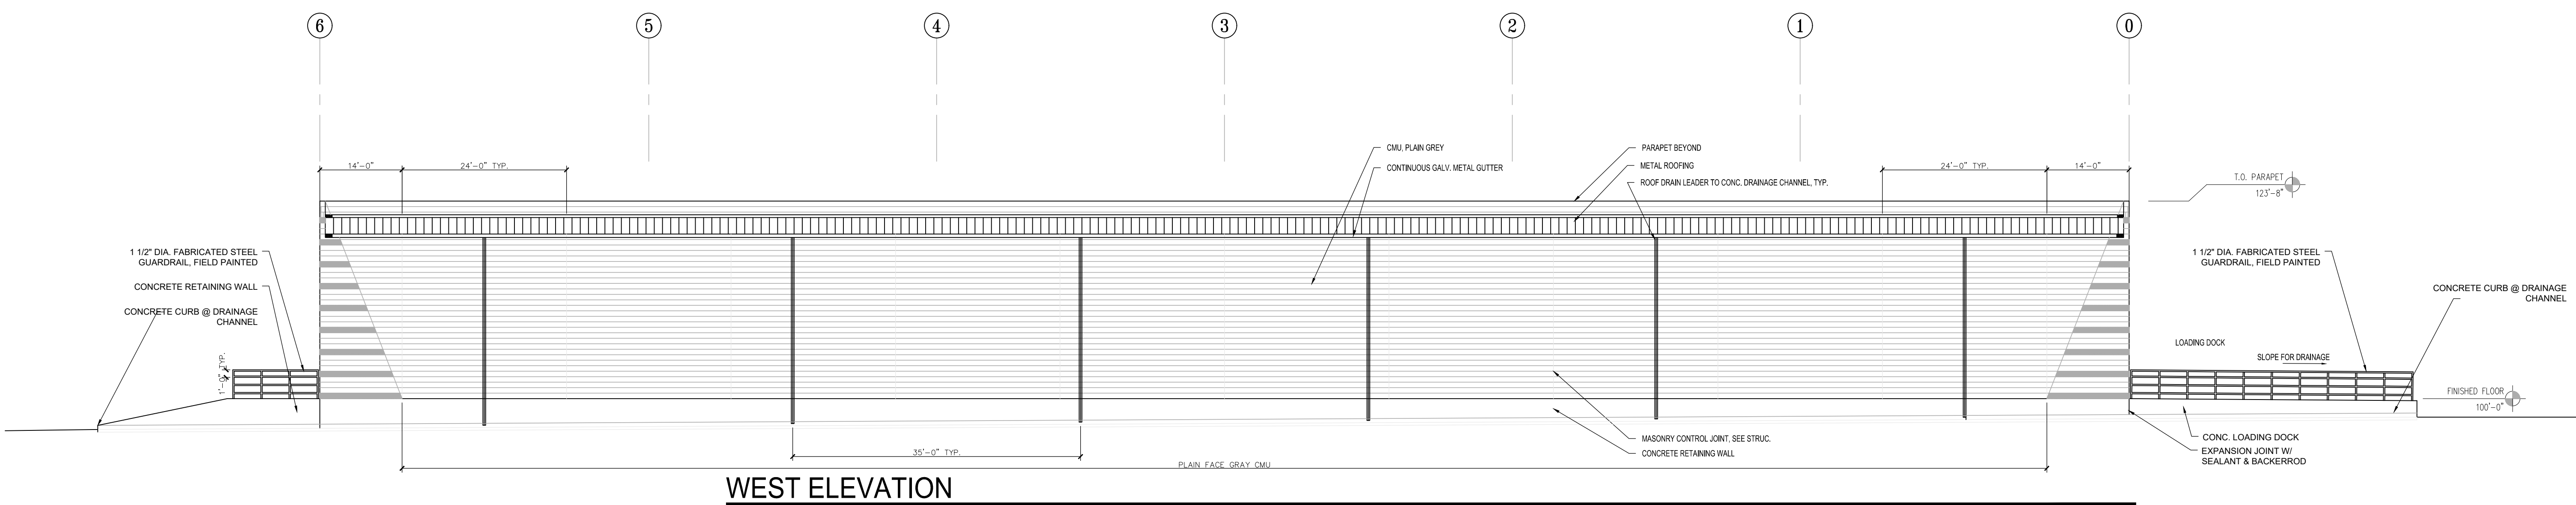 6
5
4
3
2
1
0
CMU, PLAIN GREY
PARAPET BEYOND
14'-0"
24'-0" TYP.
CONTINUOUS GALV. METAL GUTTER
METAL ROOFING
24'-0" TYP.
14'-0"
ROOF DRAIN LEADER TO CONC. DRAINAGE CHANNEL, TYP.
T.O. PARAPET
123'-8"
1 1/2" DIA. FABRICATED STEEL
GUARDRAIL, FIELD PAINTED
CONCRETE RETAINING WALL
CONCRETE CURB @ DRAINAGE
CHANNEL
1'-0" TYP.
1 1/2" DIA. FABRICATED STEEL
GUARDRAIL, FIELD PAINTED
CONCRETE CURB @ DRAINAGE
CHANNEL
LOADING DOCK
SLOPE FOR DRAINAGE
FINISHED FLOOR
100'-0"
MASONRY CONTROL JOINT, SEE STRUC.
CONCRETE RETAINING WALL
CONC. LOADING DOCK
EXPANSION JOINT W/
SEALANT & BACKERROD
35'-0" TYP.
PLAIN FACE GRAY CMU
WEST ELEVATION